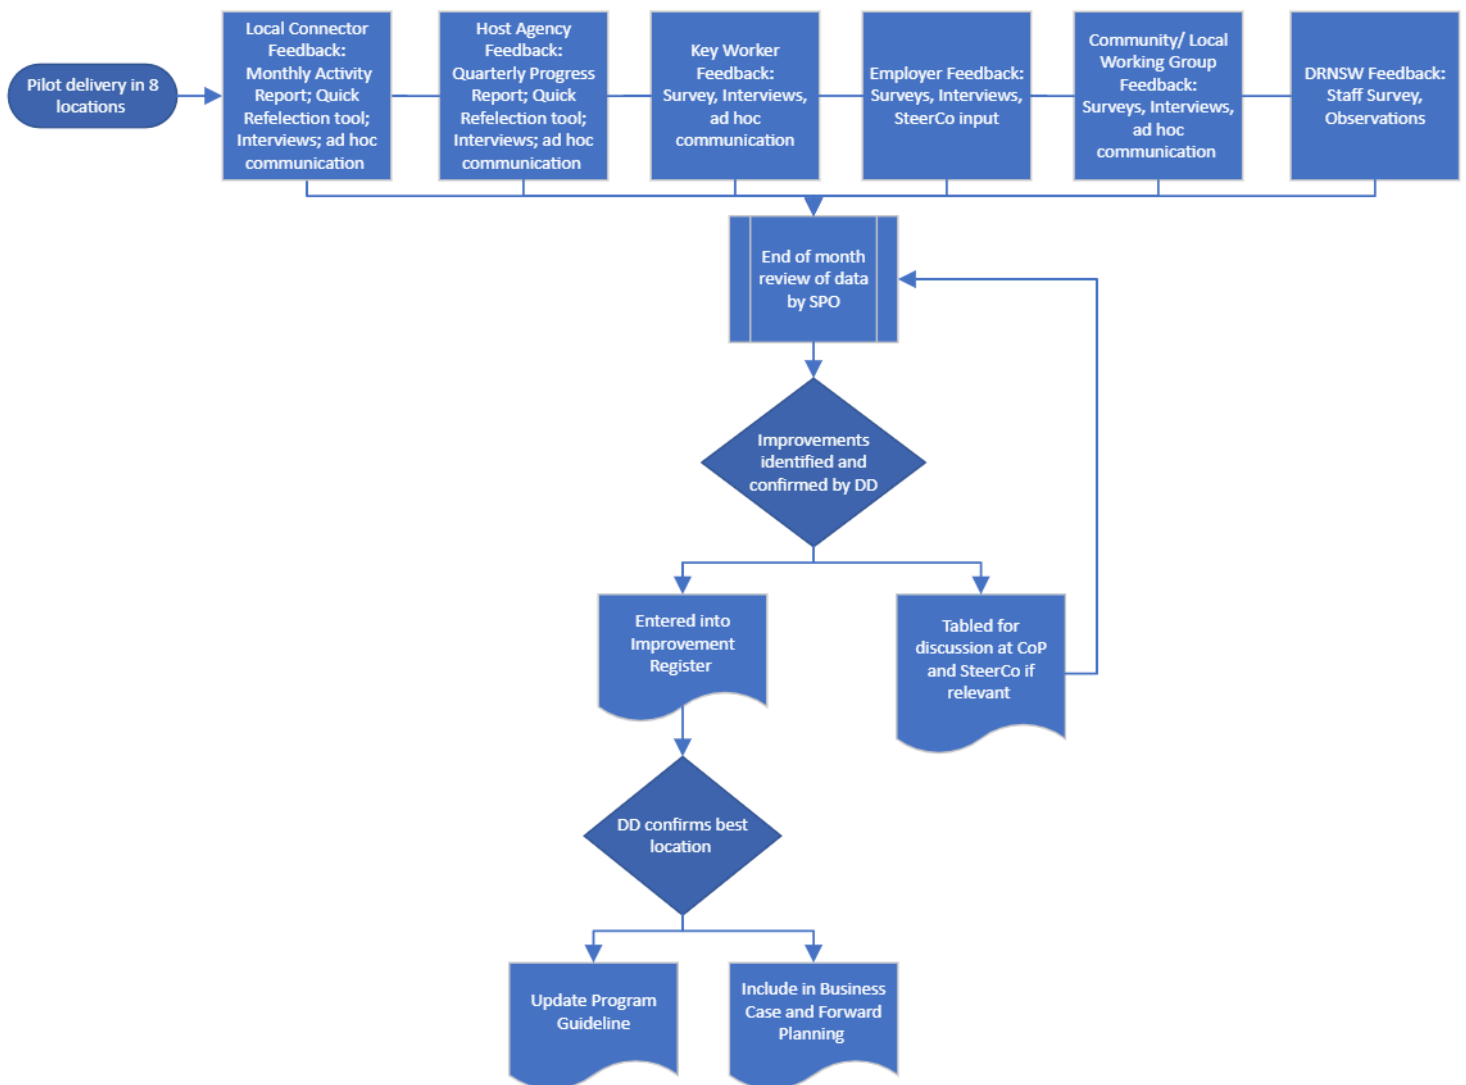 Pilot delivery in 8
locations
Local Connector
Feedback:
Monthly Activity
Report; Quick
Refelection tool;
Interviews; ad hoc
communication
Host Agency
Feedback:
Quarterly Progress
Report; Quick
Refelection tool;
Interviews; ad hoc
communication
Key Worker
Feedback:
Survey, Interviews,
ad hoc
communication
Employer Feedback:
Surveys, Interviews,
SteerCo input
Community/ Local
Working Group
Feedback:
Surveys, Interviews,
ad hoc
communication
DRNSW Feedback:
Staff Survey,
Observations
End of month
review of data
by SPO
Improvements
identified and
confirmed by DD
Entered into
Improvement
Register
Tabled for
discussion at CoP
and SteerCo if
relevant
DD confirms best
location
Update Program
Guideline
Include in Business
Case and Forward
Planning